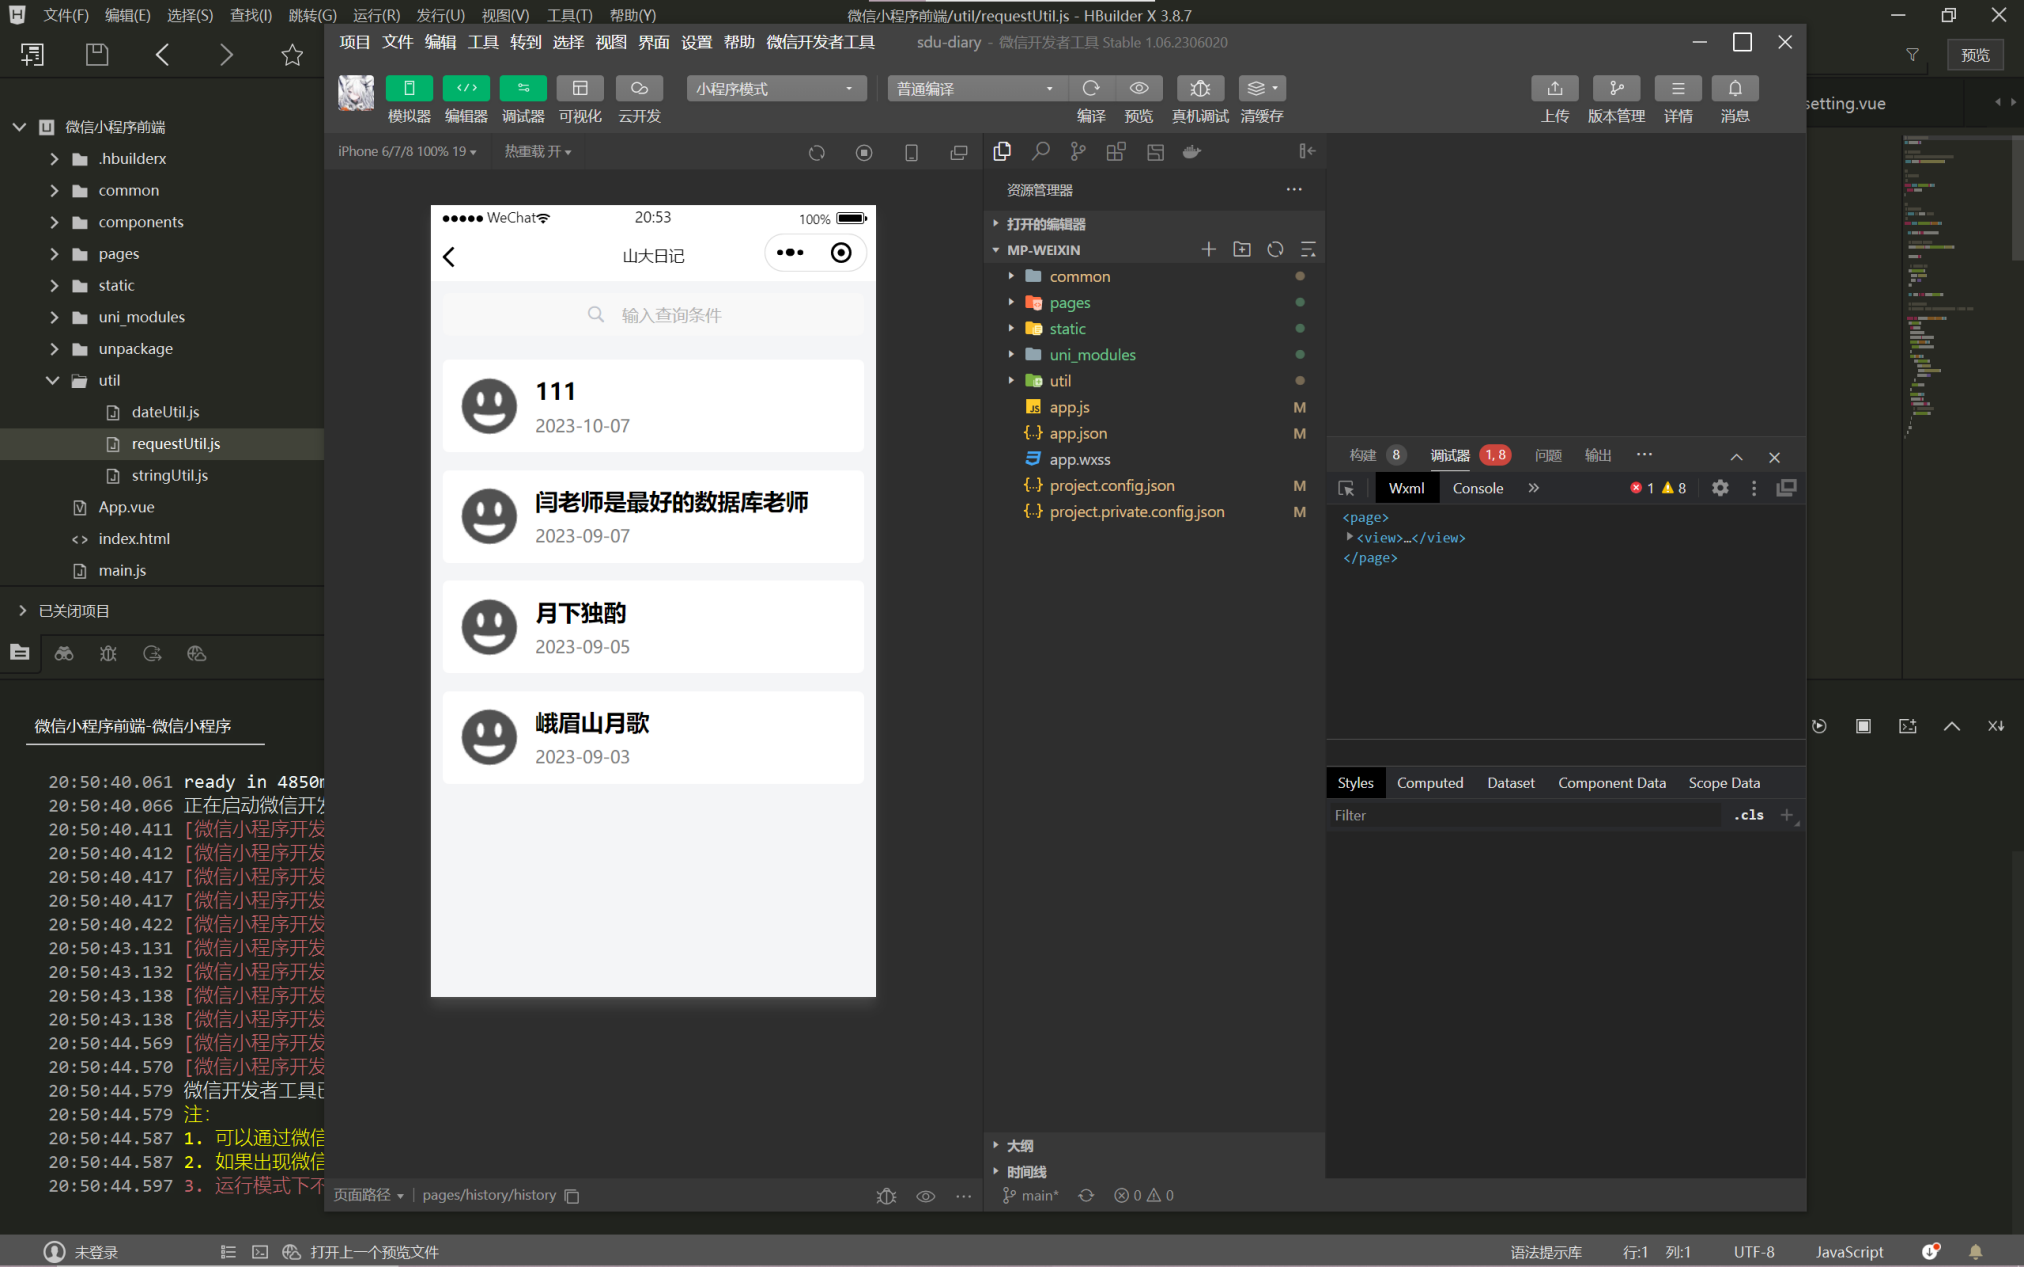 文件(F) 编辑(E) 选择(S) 查找(I) 跳转(G) 运行(R) 发行(U) 视图(V) 工具(T) 帮助(Y)
微信小程序前端/util/requestUtil.js - HBuilder X 3.8.7
预览
setting.vue
微信小程序前端
.hbuilderx
common
components
pages
static
uni_modules
unpackage
util
dateUtil.js
requestUtil.js
stringUtil.js
App.vue
index.html
main.js
已关闭项目
微信小程序前端-微信小程序
20:50:40.061 ready in 4850m
20:50:40.066 正在启动微信开发
20:50:40.411 [微信小程序开发
20:50:40.412 [微信小程序开发
20:50:40.417 [微信小程序开发
20:50:40.417 [微信小程序开发
20:50:40.422 [微信小程序开发
20:50:43.131 [微信小程序开发
20:50:43.132 [微信小程序开发
20:50:43.138 [微信小程序开发
20:50:43.138 [微信小程序开发
20:50:44.569 [微信小程序开发
20:50:44.570 [微信小程序开发
20:50:44.579 微信开发者工具已
20:50:44.579 注:
20:50:44.587 1. 可以通过微信
20:50:44.587 2. 如果出现微信
20:50:44.597 3. 运行模式下不
项目 文件 编辑 工具 转到 选择 视图 界面 设置 帮助 微信开发者工具
sdu-diary - 微信开发者工具 Stable 1.06.2306020
模拟器 编辑器 调试器 可视化 云开发
小程序模式
普通编译
编译 预览 真机调试 清缓存
上传 版本管理 详情 消息
iPhone 6/7/8 100% 19 热重载 开
WeChat 20:53 100%
山大日记
输入查询条件
111
2023-10-07
闫老师是最好的数据库老师
2023-09-07
月下独酌
2023-09-05
峨眉山月歌
2023-09-03
页面路径 pages/history/history
资源管理器
打开的编辑器
MP-WEIXIN
common
pages
static
uni_modules
util
app.js M
app.json M
app.wxss
project.config.json M
project.private.config.json M
大纲
时间线
main* 0 0
构建 8 调试器 1, 8 问题 输出
Wxml Console 1 8
<page>
<view>…</view>
</page>
Styles Computed Dataset Component Data Scope Data
Filter .cls
未登录 打开上一个预览文件
语法提示库 行:1 列:1 UTF-8 JavaScript